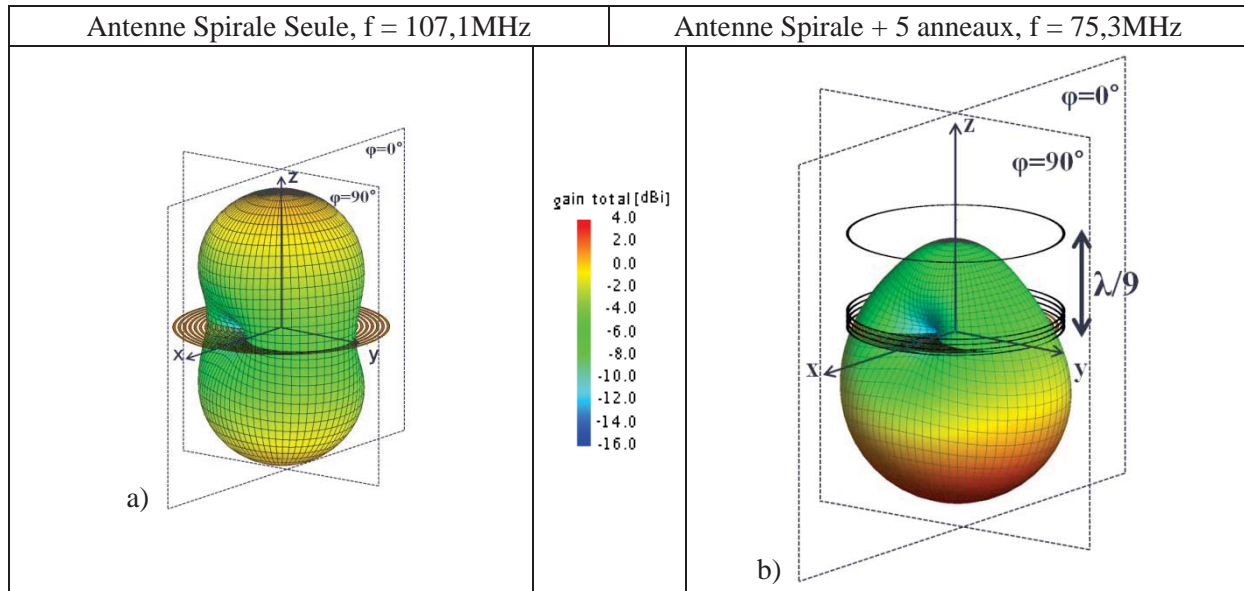 Antenne Spirale Seule, f = 107,1MHz
Antenne Spirale + 5 anneaux, f = 75,3MHz
φ=0°
z
φ=90°
x
y
a)
gain total [dBi]
4.0
2.0
0.0
-2.0
-4.0
-6.0
-8.0
-10.0
-12.0
-14.0
-16.0
φ=0°
z
φ=90°
λ/9
x
y
b)